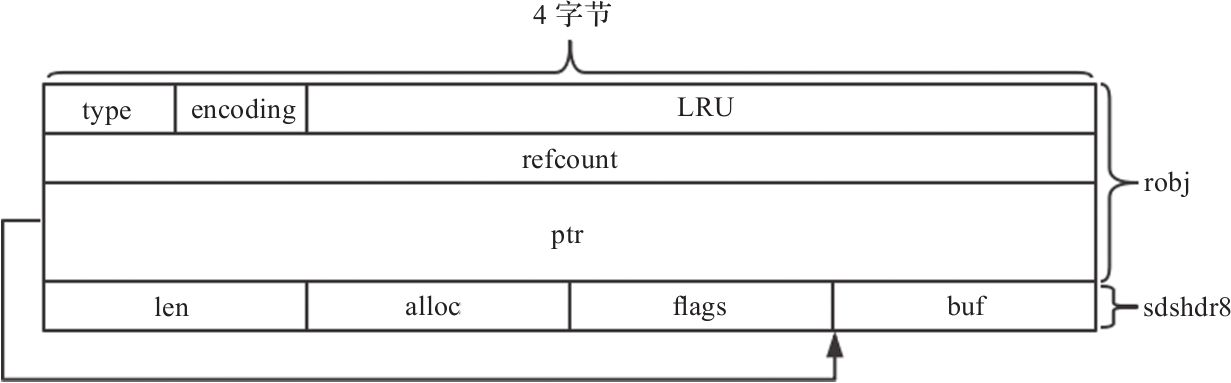 4 字节
type encoding LRU
refcount
robj
ptr
len alloc flags buf
sdshdr8